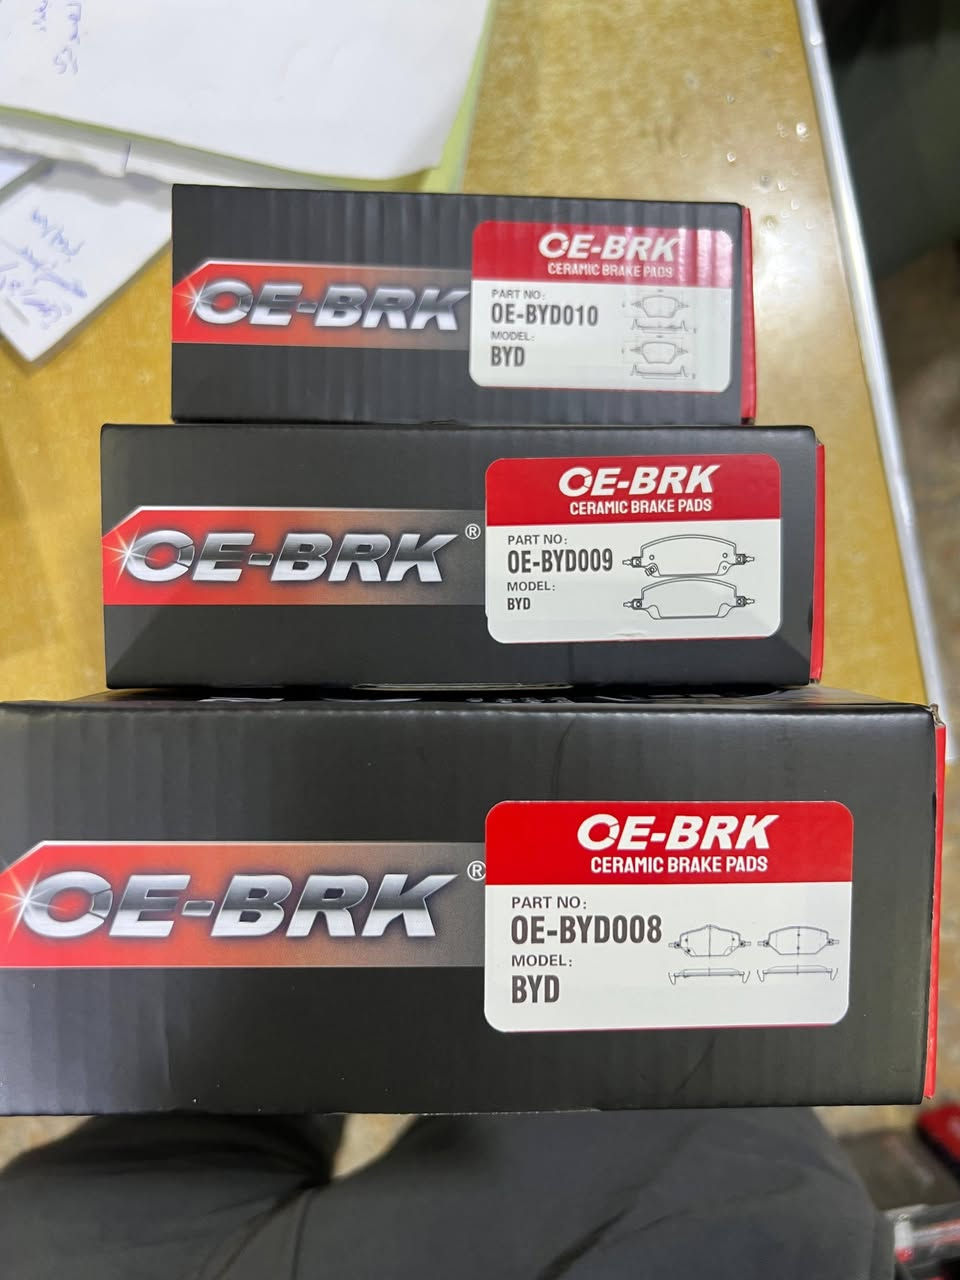 OE-BRK
OE-BRK
CERAMIC BRAKE PADS
PART NO:
OE-BYD010
MODEL:
BYD
OE-BRK®
OE-BRK
CERAMIC BRAKE PADS
PART NO:
OE-BYD009
MODEL:
BYD
OE-BRK®
OE-BRK
CERAMIC BRAKE PADS
PART NO:
OE-BYD008
MODEL:
BYD